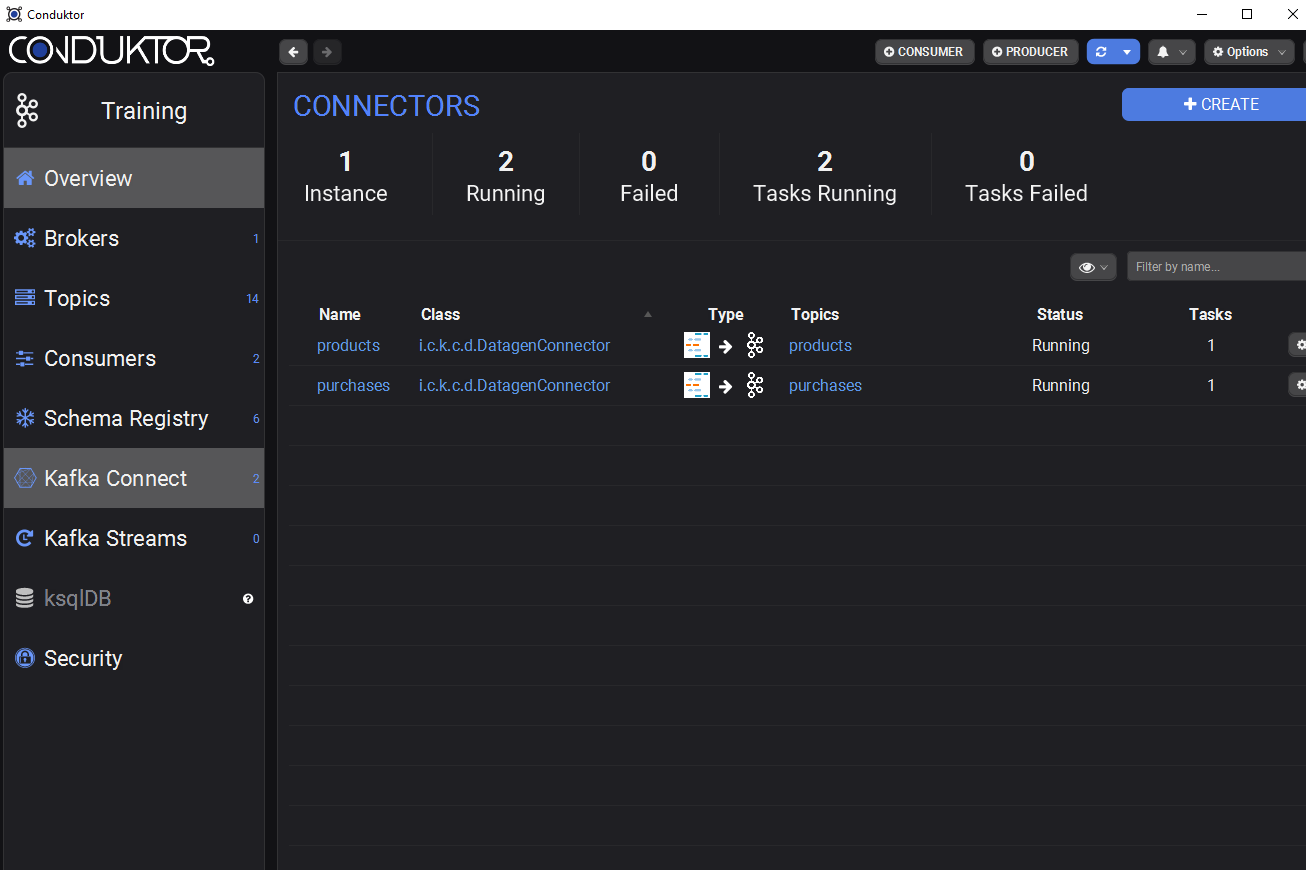 Conduktor
CONDUKTOR
CONSUMER PRODUCER Options
Training
Overview
Brokers 1
Topics 14
Consumers 2
Schema Registry 6
Kafka Connect 2
Kafka Streams 0
ksqlDB ?
Security
CONNECTORS
+ CREATE
1 2 0 2 0
Instance Running Failed Tasks Running Tasks Failed
Filter by name...
Name Class Type Topics Status Tasks
products i.c.k.c.d.DatagenConnector products Running 1
purchases i.c.k.c.d.DatagenConnector purchases Running 1